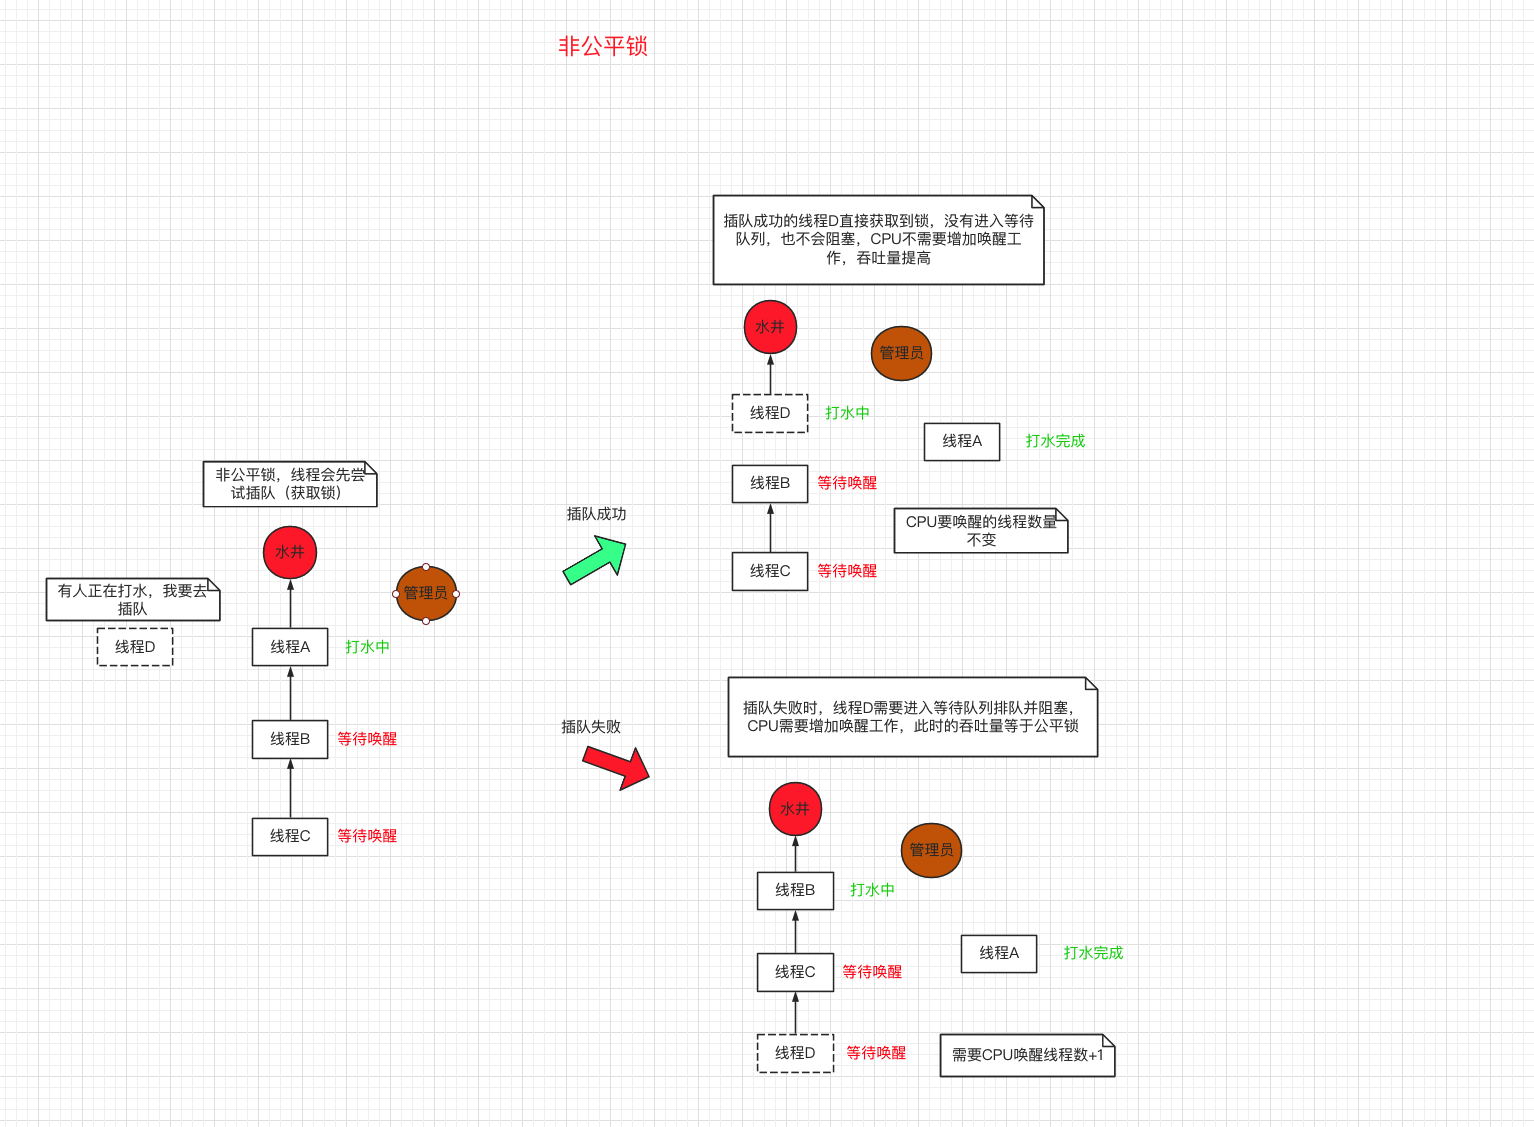 非公平锁
非公平锁，线程会先尝
试插队（获取锁）
水井
有人正在打水，我要去
插队
管理员
线程D
线程A
打水中
线程B
等待唤醒
线程C
等待唤醒
插队成功
插队成功的线程D直接获取到锁，没有进入等待
队列，也不会阻塞，CPU不需要增加唤醒工
作，吞吐量提高
水井
管理员
线程D
打水中
线程A
打水完成
线程B
等待唤醒
CPU要唤醒的线程数量
不变
线程C
等待唤醒
插队失败
插队失败时，线程D需要进入等待队列排队并阻塞，
CPU需要增加唤醒工作，此时的吞吐量等于公平锁
水井
管理员
线程B
打水中
线程A
打水完成
线程C
等待唤醒
线程D
等待唤醒
需要CPU唤醒线程数+1